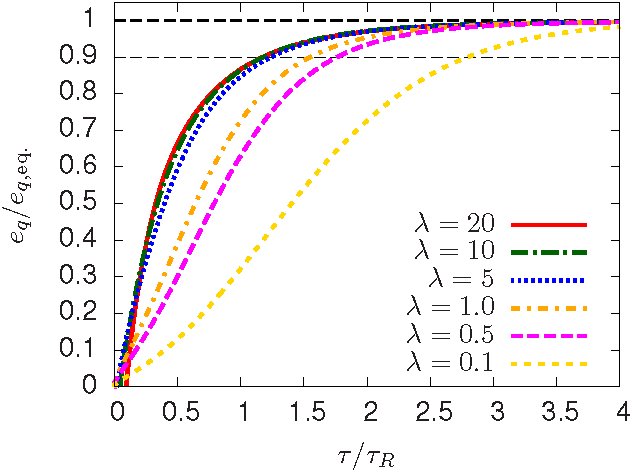 1
0.9
0.8
0.7
0.6
0.5
0.4
0.3
0.2
0.1
0
e_q/e_{q,eq.}
λ = 20
λ = 10
λ = 5
λ = 1.0
λ = 0.5
λ = 0.1
0 0.5 1 1.5 2 2.5 3 3.5 4
τ/τ_R